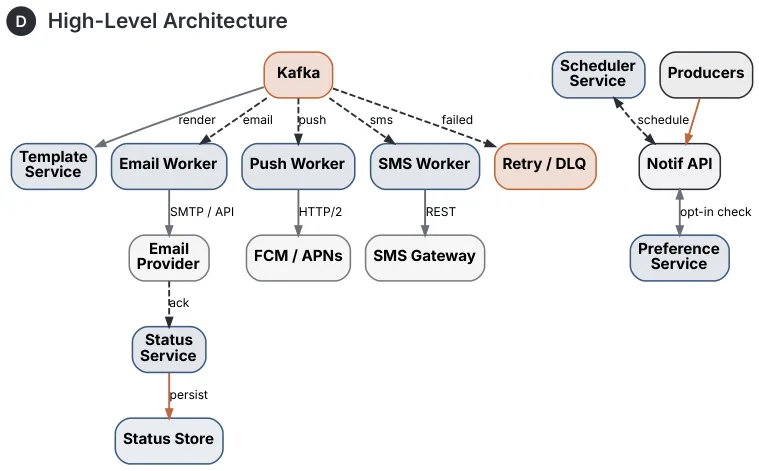 D High-Level Architecture
Kafka
Scheduler
Service
Producers
render
email
push
sms
failed
schedule
Template
Service
Email Worker
Push Worker
SMS Worker
Retry / DLQ
Notif API
SMTP / API
HTTP/2
REST
opt-in check
Email
Provider
FCM / APNs
SMS Gateway
Preference
Service
ack
Status
Service
persist
Status Store